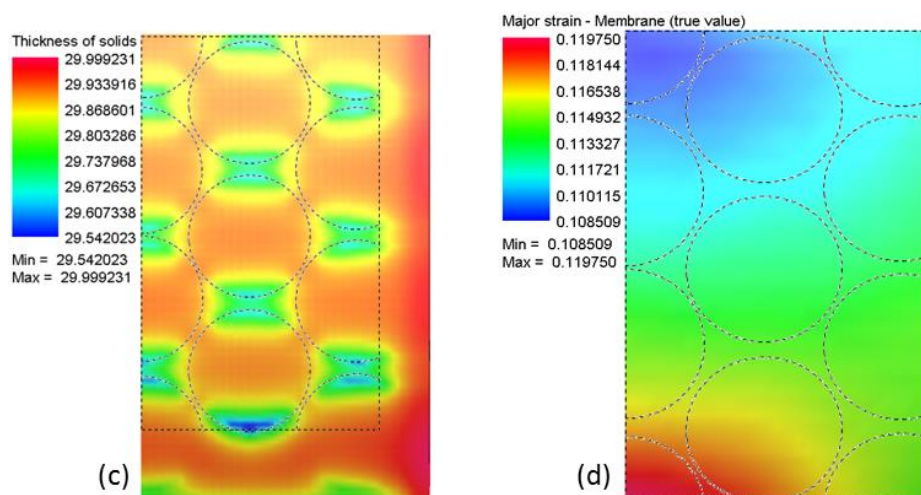 Thickness of solids
29.999231
29.933916
29.868601
29.803286
29.737968
29.672653
29.607338
29.542023
Min = 29.542023
Max = 29.999231
(c)
Major strain - Membrane (true value)
0.119750
0.118144
0.116538
0.114932
0.113327
0.111721
0.110115
0.108509
Min = 0.108509
Max = 0.119750
(d)